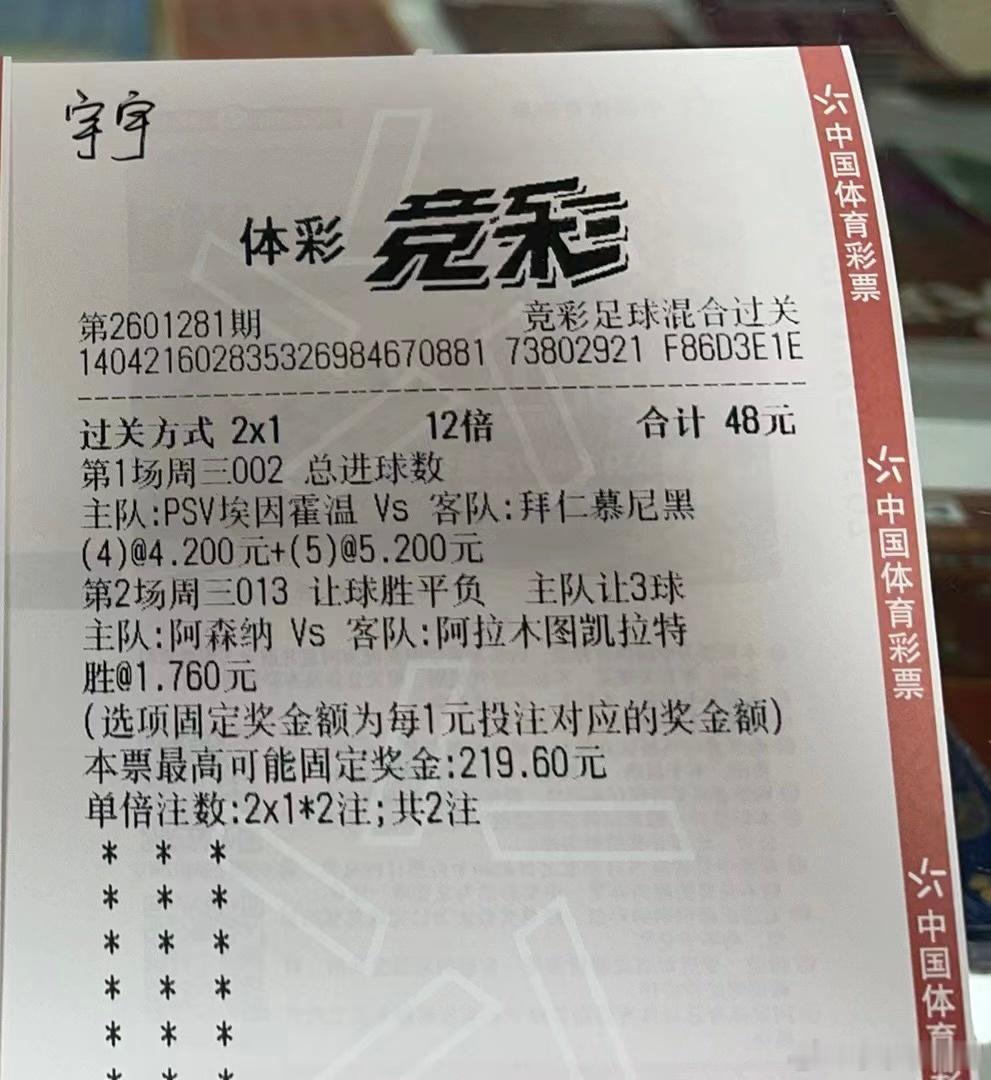 宇宇
体彩 竞彩
第2601281期 竞彩足球混合过关
140421602835326984670881 73802921 F86D3E1E
过关方式 2x1 12倍 合计 48元
第1场周三002 总进球数
主队:PSV埃因霍温 Vs 客队:拜仁慕尼黑
(4)@4.200元+(5)@5.200元
第2场周三013 让球胜平负 主队让3球
主队:阿森纳 Vs 客队:阿拉木图凯拉特
胜@1.760元
(选项固定奖金额为每1元投注对应的奖金额)
本票最高可能固定奖金:219.60元
单倍注数:2x1*2注;共2注
* * *
* * *
* * *
* * *
* * *
* * *
中国体育彩票
中国体育彩票
中国体育